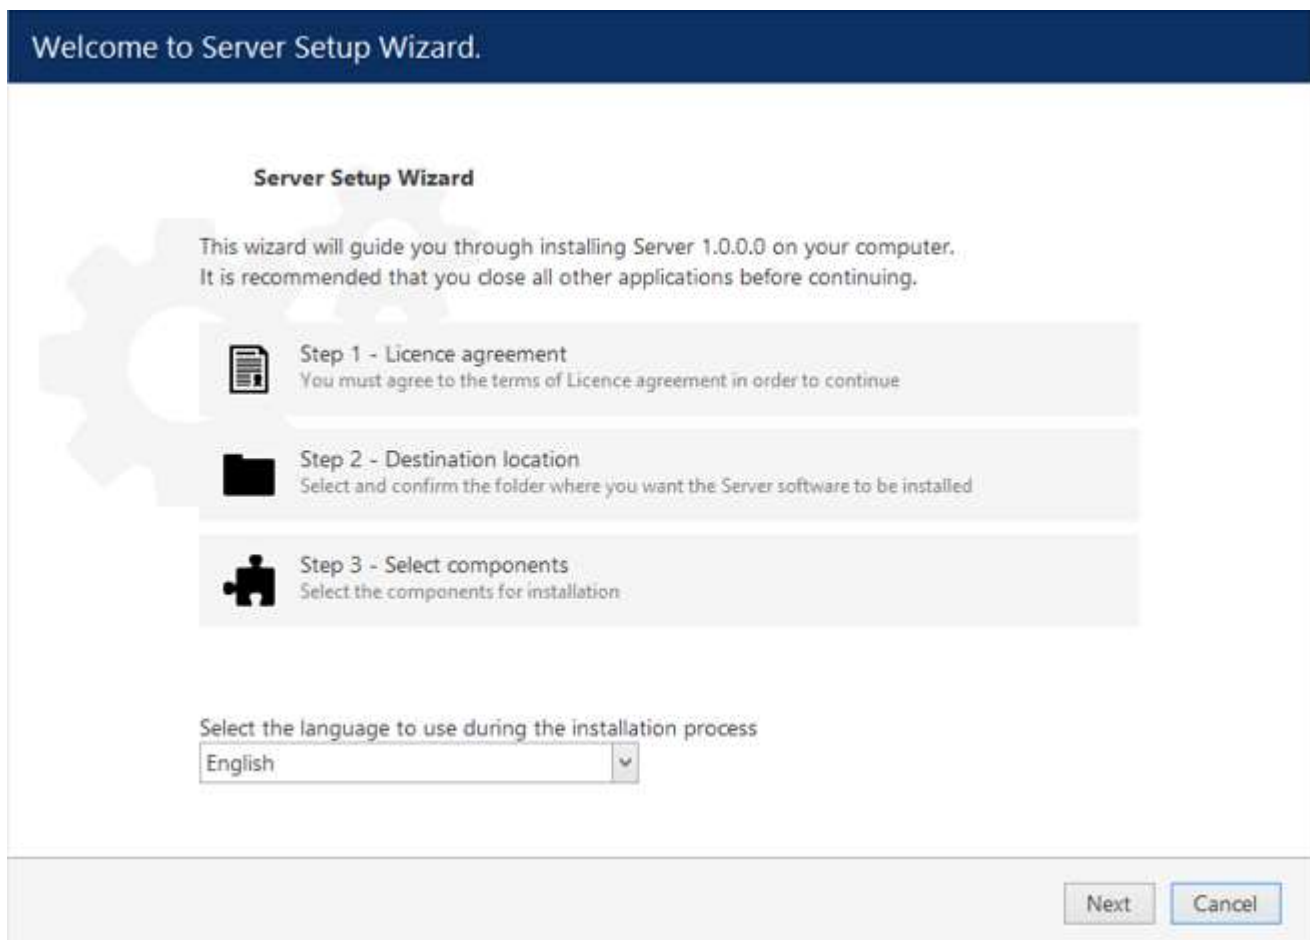 Welcome to Server Setup Wizard.
Server Setup Wizard
This wizard will guide you through installing Server 1.0.0.0 on your computer.
It is recommended that you close all other applications before continuing.
Step 1 - Licence agreement
You must agree to the terms of Licence agreement in order to continue
Step 2 - Destination location
Select and confirm the folder where you want the Server software to be installed
Step 3 - Select components
Select the components for installation
Select the language to use during the installation process
English
Next
Cancel